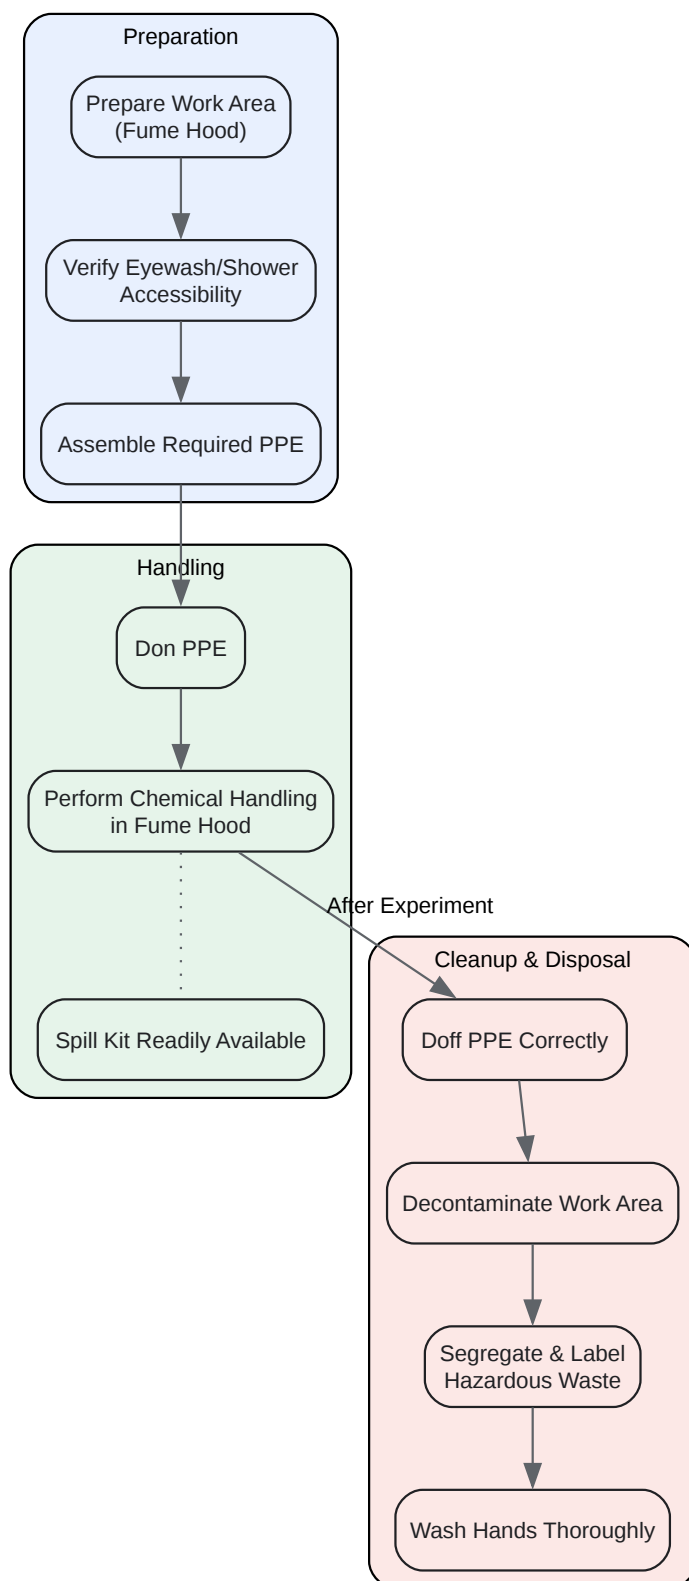 Preparation
Prepare Work Area
(Fume Hood)
Verify Eyewash/Shower
Accessibility
Assemble Required PPE
Handling
Don PPE
Perform Chemical Handling
in Fume Hood
After Experiment
Spill Kit Readily Available
Cleanup & Disposal
Doff PPE Correctly
Decontaminate Work Area
Segregate & Label
Hazardous Waste
Wash Hands Thoroughly